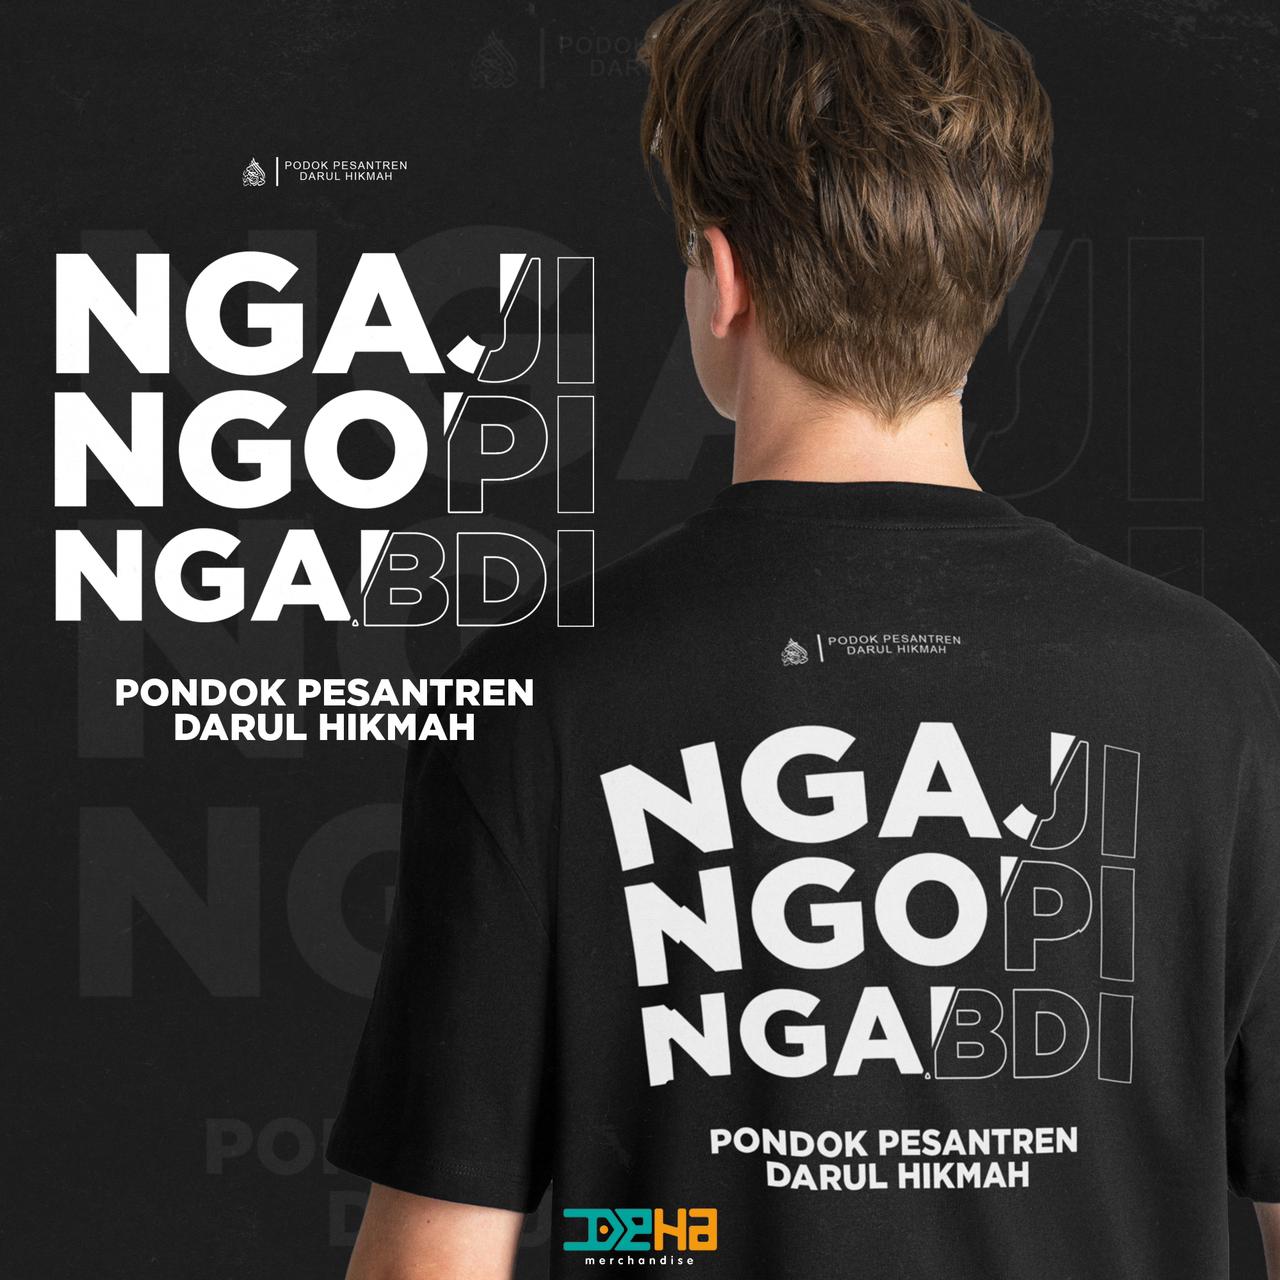 PODOK PESANTREN
DARUL HIKMAH
NGAJI
NGOPI
NGABDI
PONDOK PESANTREN
DARUL HIKMAH
PODOK PESANTREN
DARUL HIKMAH
NGAJI
NGOPI
NGABDI
PONDOK PESANTREN
DARUL HIKMAH
DEHA
merchandise